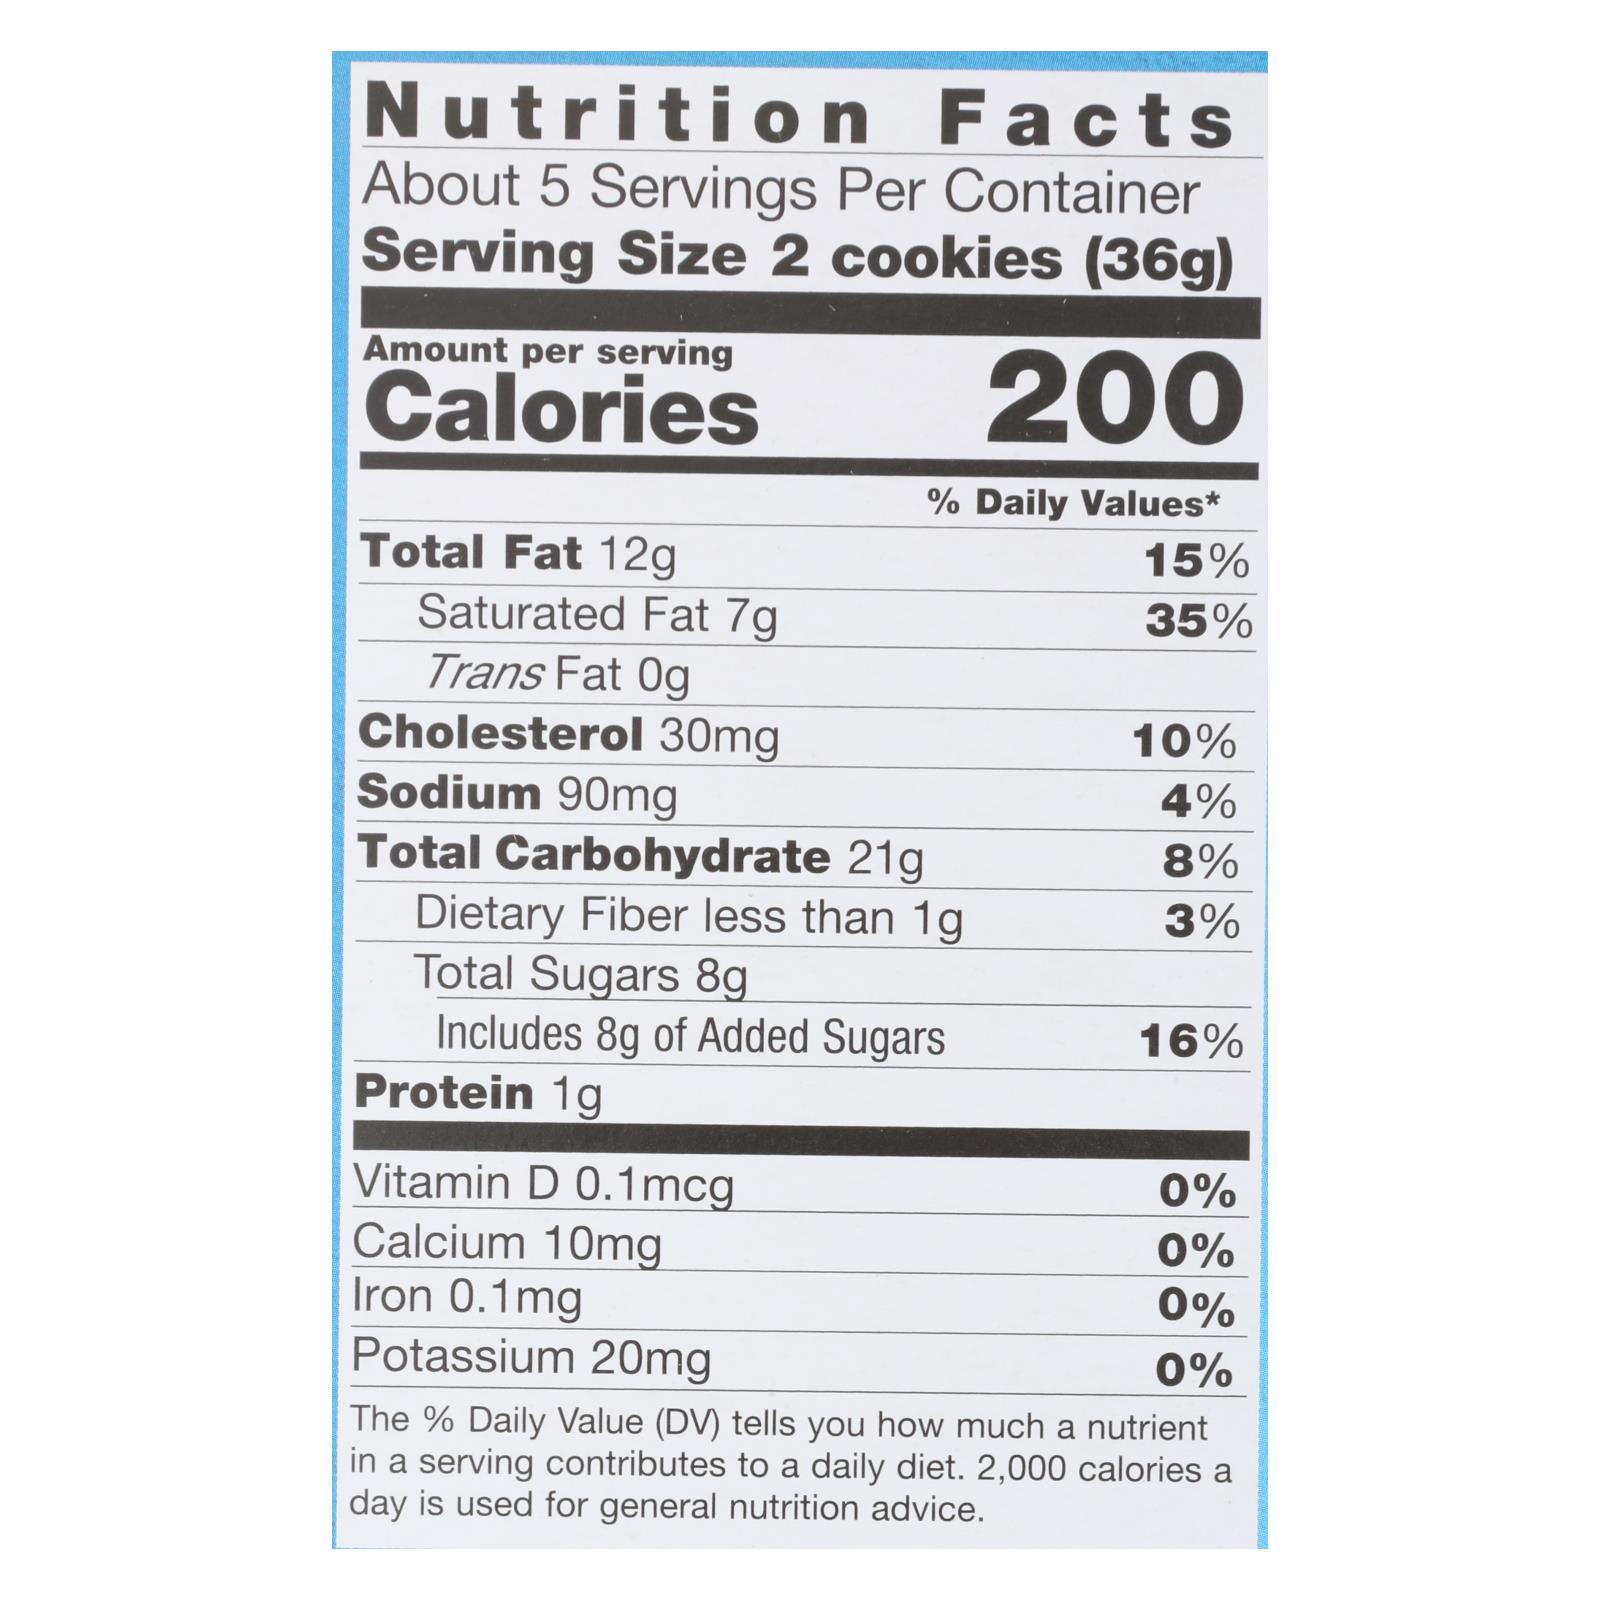 Nutrition Facts
About 5 Servings Per Container
Serving Size 2 cookies (36g)
Amount per serving
Calories 200
% Daily Values*
Total Fat 12g 15%
Saturated Fat 7g 35%
Trans Fat 0g
Cholesterol 30mg 10%
Sodium 90mg 4%
Total Carbohydrate 21g 8%
Dietary Fiber less than 1g 3%
Total Sugars 8g
Includes 8g of Added Sugars 16%
Protein 1g
Vitamin D 0.1mcg 0%
Calcium 10mg 0%
Iron 0.1mg 0%
Potassium 20mg 0%
The % Daily Value (DV) tells you how much a nutrient
in a serving contributes to a daily diet. 2,000 calories a
day is used for general nutrition advice.